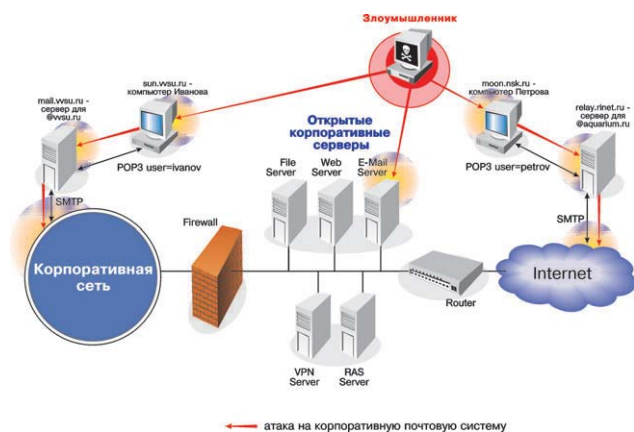 Злоумышленник
mail.vvsu.ru -
сервер для
@vvsu.ru
sun.vvsu.ru -
компьютер Иванова
moon.nsk.ru -
компьютер Петрова
relay.rinet.ru -
сервер для
@aquarium.ru
Открытые
корпоративные
серверы
POP3 user=ivanov
File
Server
Web
Server
E-Mail
Server
POP3 user=petrov
SMTP
SMTP
Firewall
Корпоративная
сеть
Internet
Router
VPN
Server
RAS
Server
атака на корпоративную почтовую систему